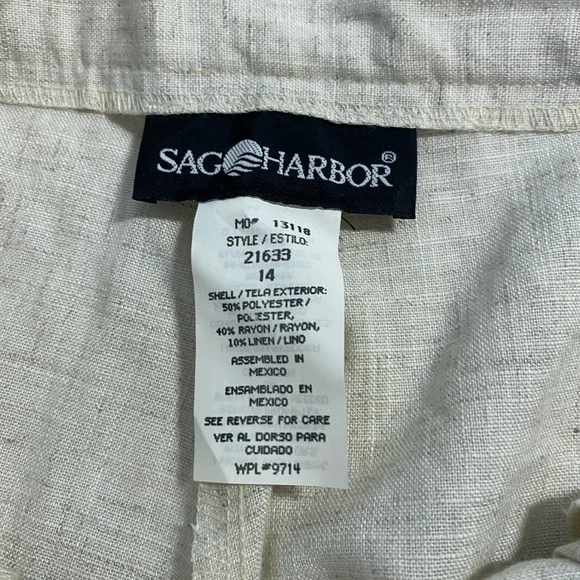 SAG HARBOR®
MO# 13118
STYLE / ESTILO:
21633
14
SHELL / TELA EXTERIOR:
50% POLYESTER /
POLIESTER,
40% RAYON / RAYON,
10% LINEN / LINO
ASSEMBLED IN
MEXICO
ENSAMBLADO EN
MEXICO
SEE REVERSE FOR CARE
VER AL DORSO PARA
CUIDADO
WPL#9714